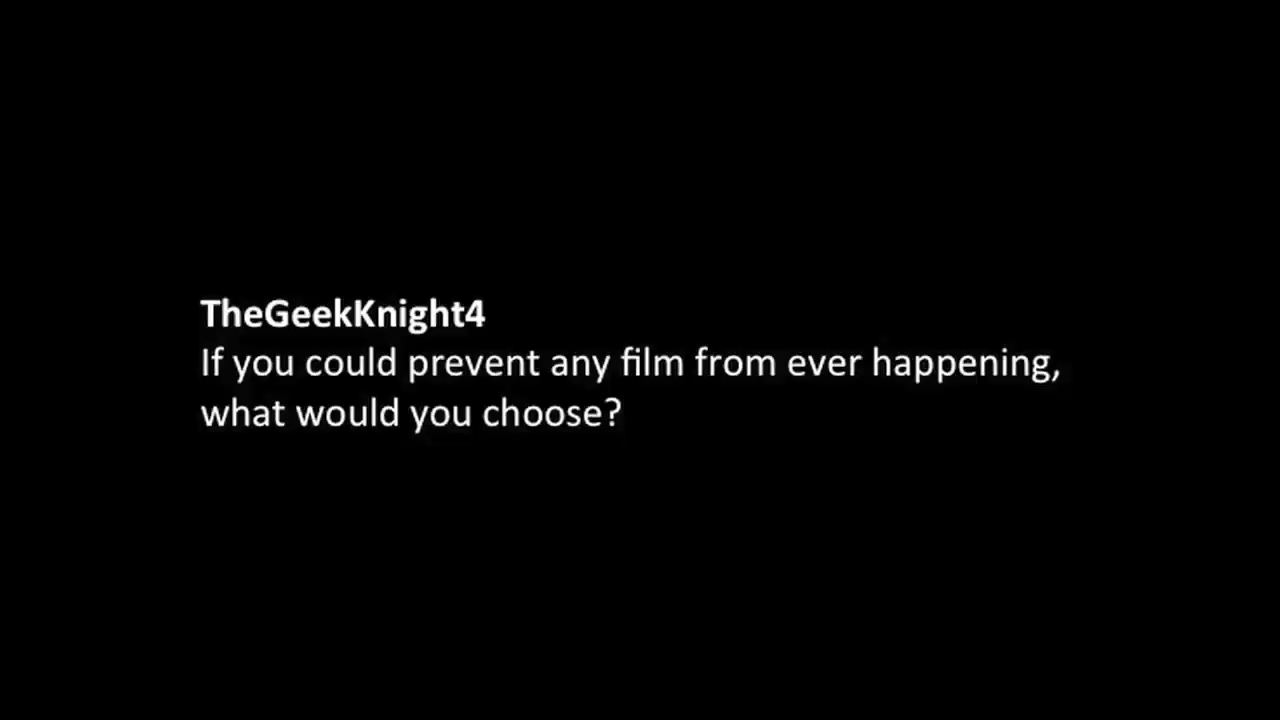 TheGeekKnight4
If you could prevent any film from ever happening,
what would you choose?